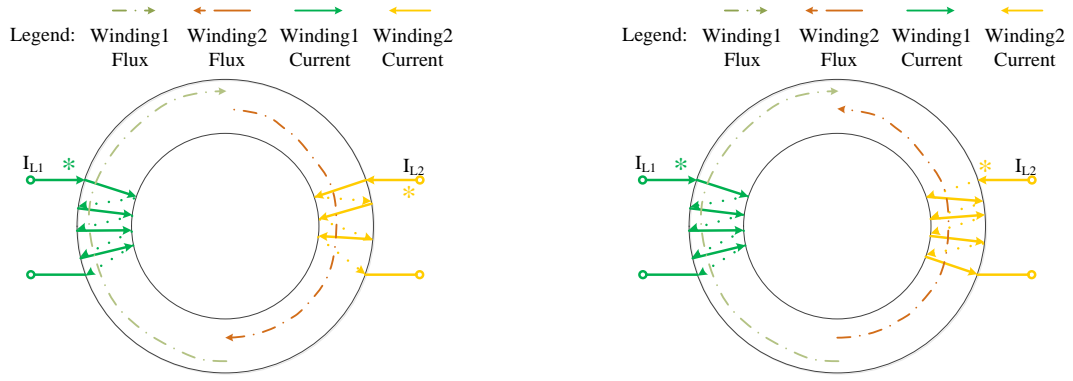 Legend: Winding1 Flux Winding2 Flux Winding1 Current Winding2 Current
I_L1 * I_L2 *
Legend: Winding1 Flux Winding2 Flux Winding1 Current Winding2 Current
I_L1 * * I_L2